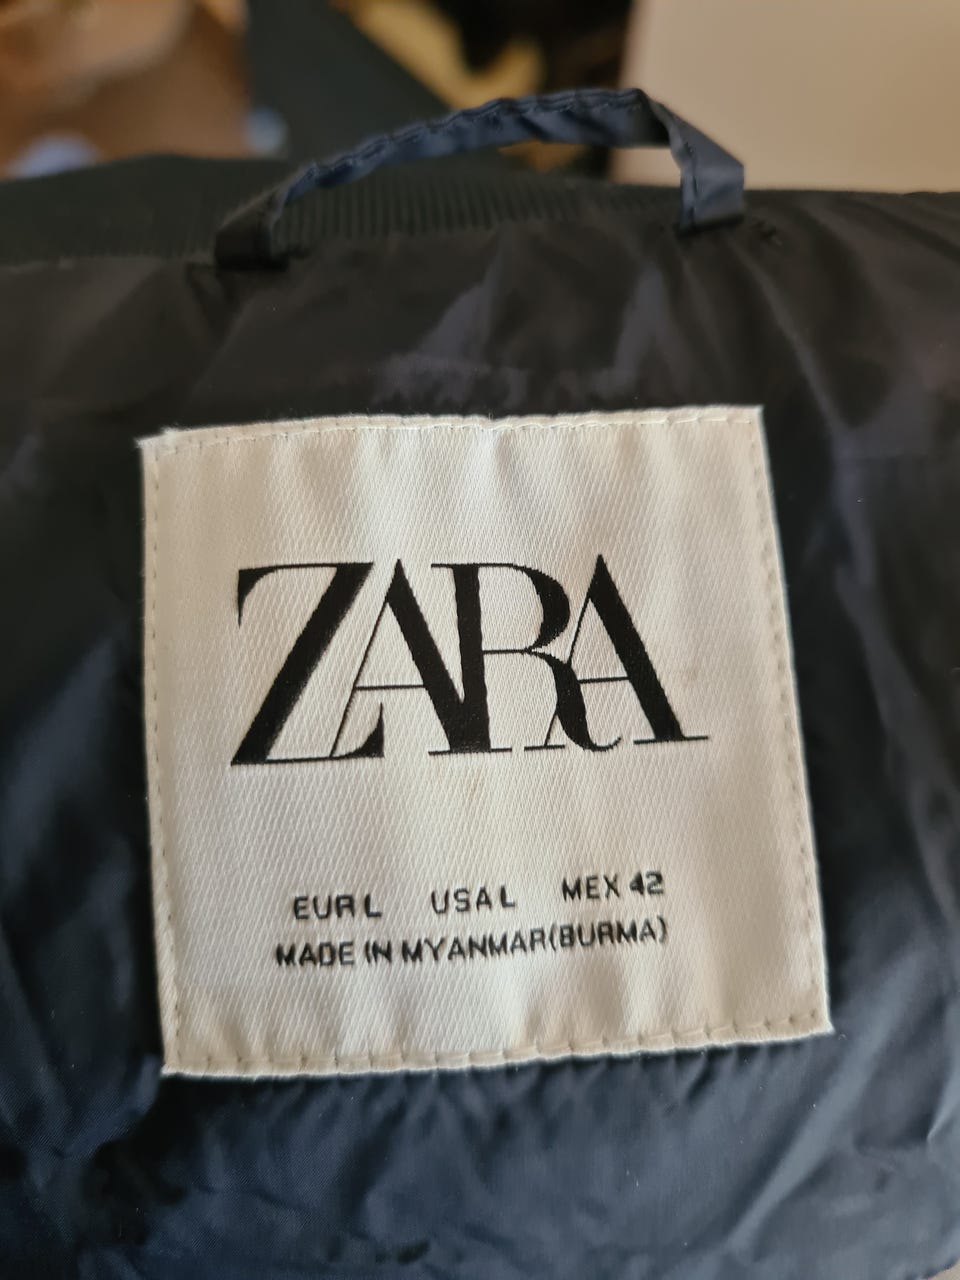 ZARA
EUR L USA L MEX 42
MADE IN MYANMAR(BURMA)